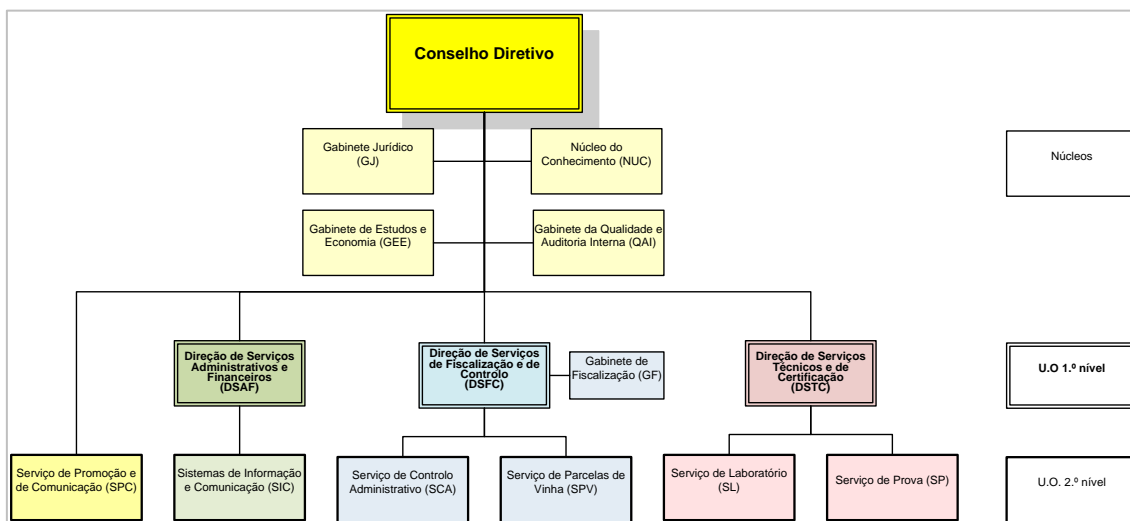 Conselho Diretivo
Gabinete Jurídico
(GJ)
Núcleo do
Conhecimento (NUC)
Núcleos
Gabinete de Estudos e
Economia (GEE)
Gabinete da Qualidade e
Auditoria Interna (QAI)
Direção de Serviços
Administrativos e
Financeiros
(DSAF)
Direção de Serviços
de Fiscalização e de
Controlo
(DSFC)
Gabinete de
Fiscalização (GF)
Direção de Serviços
Técnicos e de
Certificação
(DSTC)
U.O 1.º nível
Serviço de Promoção e
de Comunicação (SPC)
Sistemas de Informação
e Comunicação (SIC)
Serviço de Controlo
Administrativo (SCA)
Serviço de Parcelas de
Vinha (SPV)
Serviço de Laboratório
(SL)
Serviço de Prova (SP)
U.O. 2.º nível